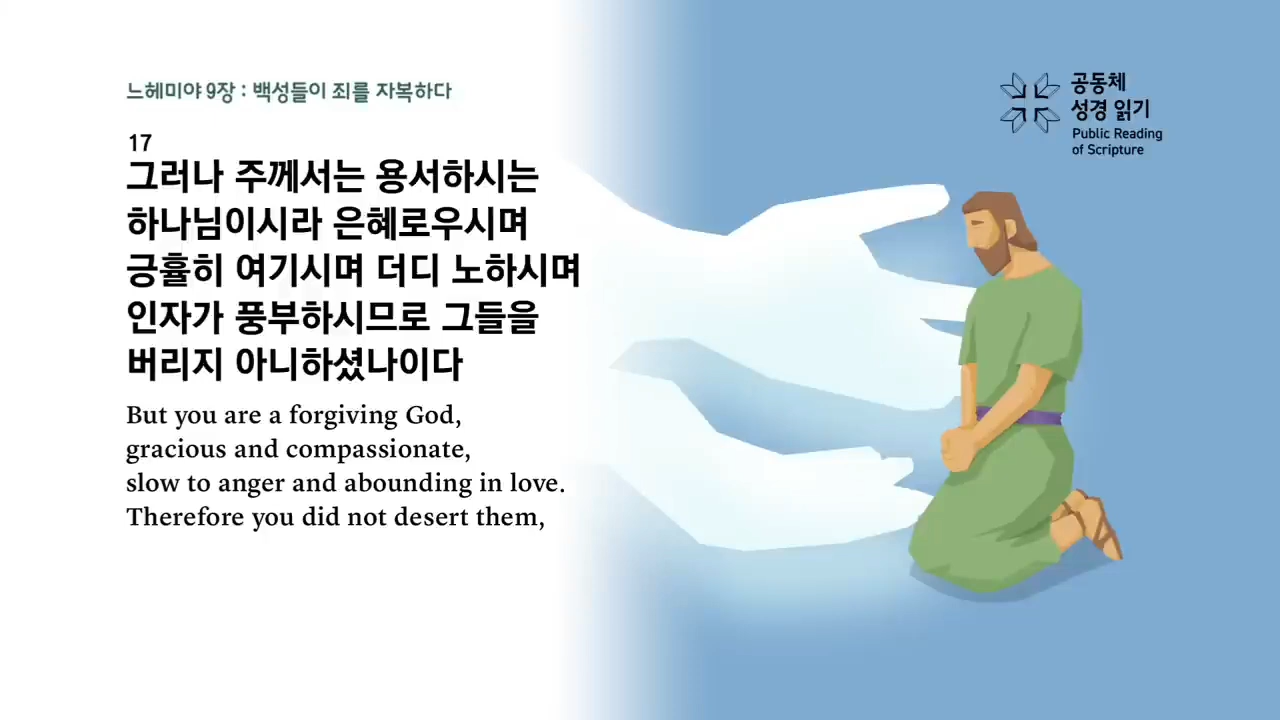 느헤미야 9장 : 백성들이 죄를 자복하다
17
그러나 주께서는 용서하시는
하나님이시라 은혜로우시며
긍휼히 여기시며 더디 노하시며
인자가 풍부하시므로 그들을
버리지 아니하셨나이다
But you are a forgiving God,
gracious and compassionate,
slow to anger and abounding in love.
Therefore you did not desert them,
공동체
성경 읽기
Public Reading
of Scripture